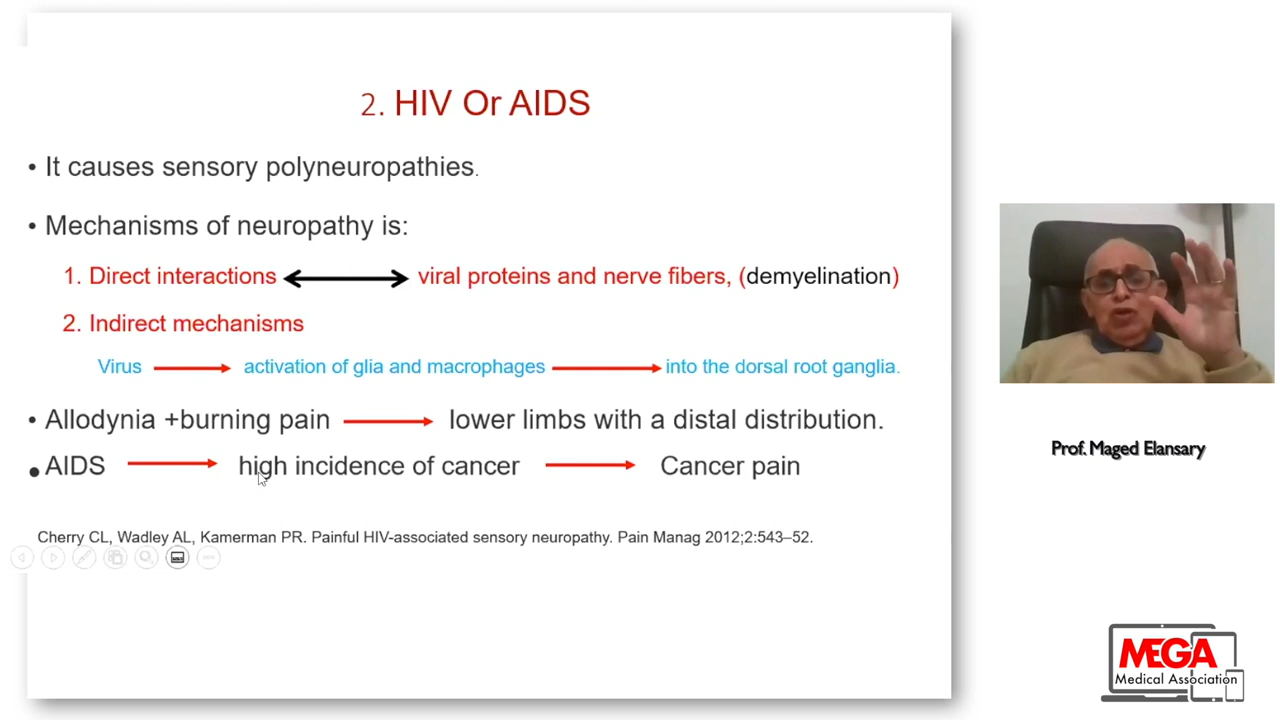 2. HIV Or AIDS
• It causes sensory polyneuropathies.
• Mechanisms of neuropathy is:
1. Direct interactions viral proteins and nerve fibers, (demyelination)
2. Indirect mechanisms
Virus activation of glia and macrophages into the dorsal root ganglia.
• Allodynia +burning pain lower limbs with a distal distribution.
• AIDS high incidence of cancer Cancer pain
Cherry CL, Wadley AL, Kamerman PR. Painful HIV-associated sensory neuropathy. Pain Manag 2012;2:543–52.
Prof. Maged Elansary
MEGA
Medical Association